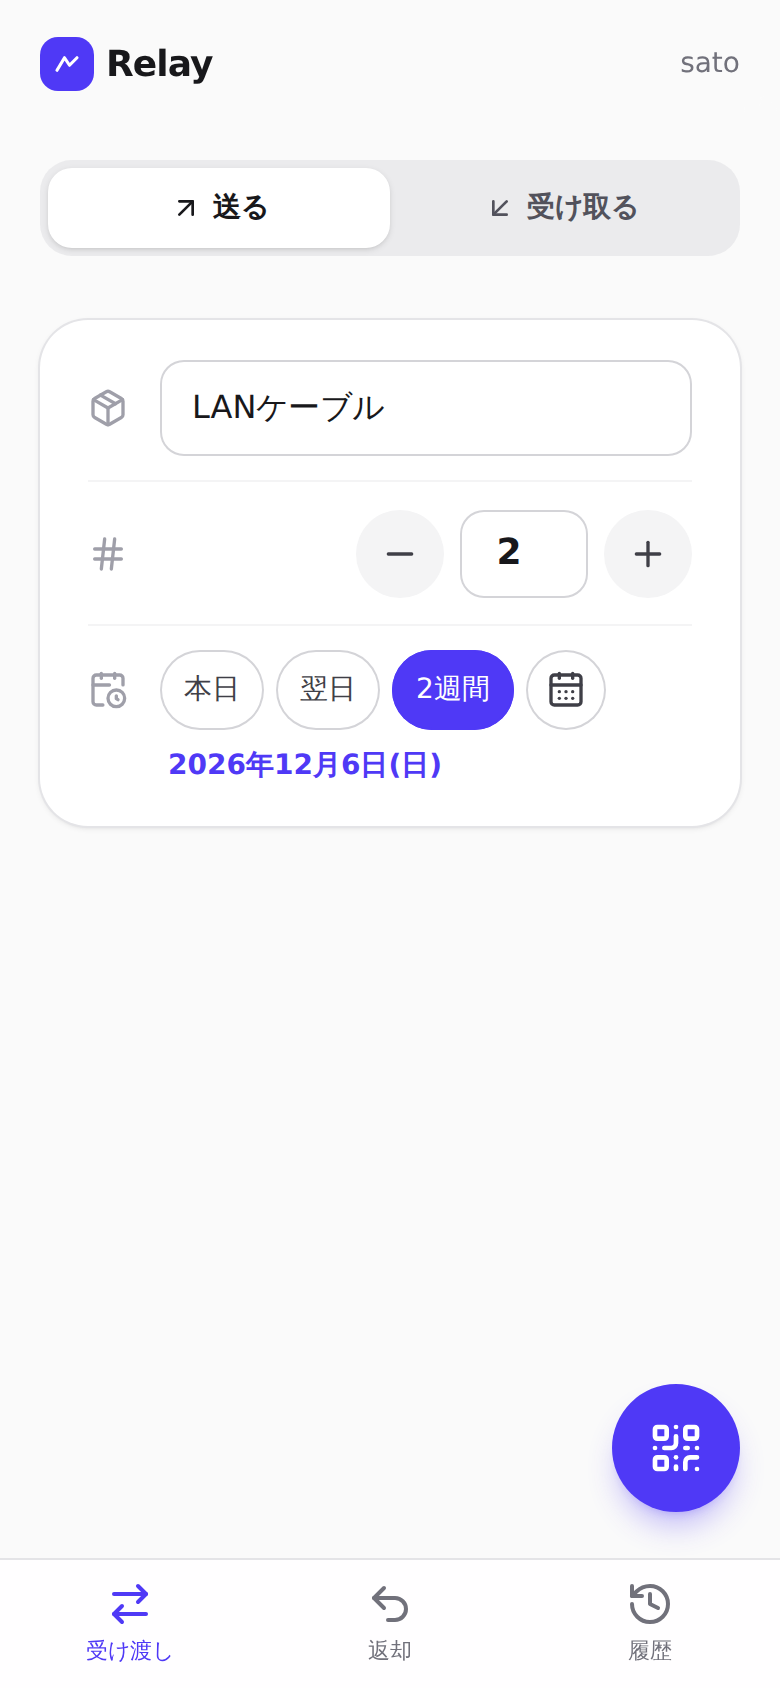 Relay
sato
送る
受け取る
LANケーブル
2
本日
翌日
2週間
2026年12月6日(日)
受け渡し
返却
履歴